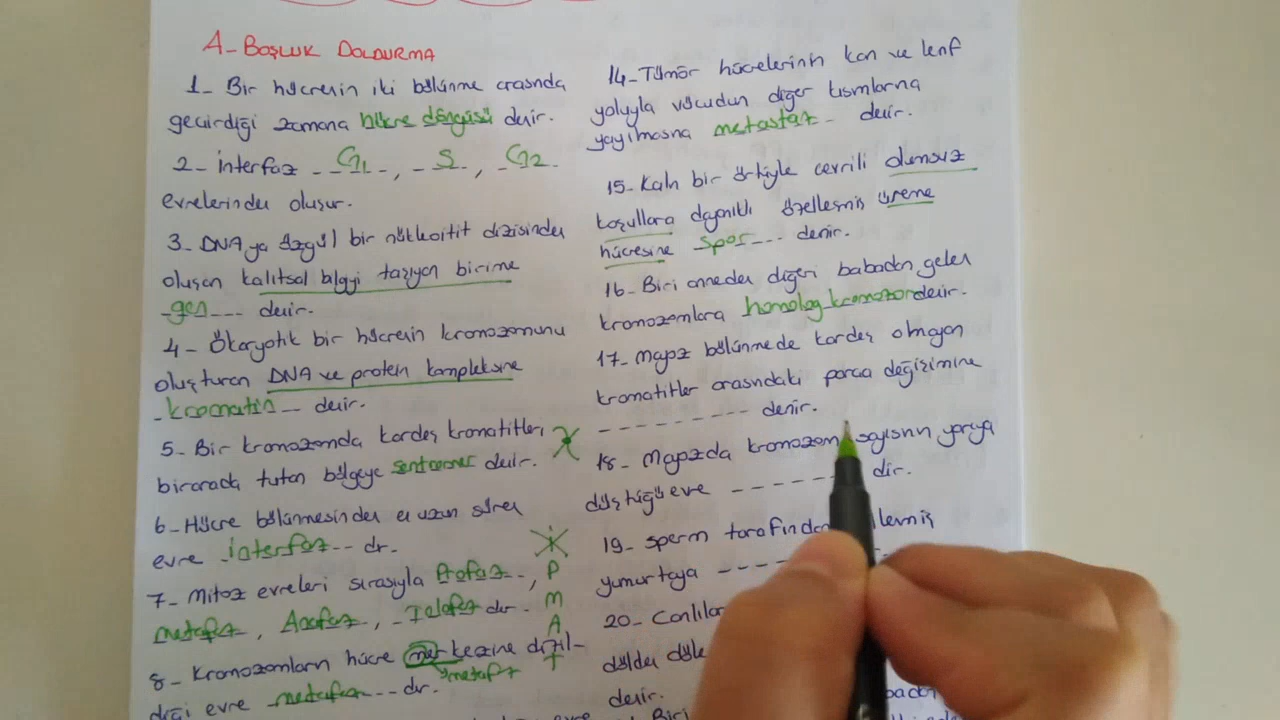 A- BOŞLUK DOLDURMA
1- Bir hücrenin iki bölünme arasında
geçirdiği zamana hücre döngüsü denir.
2- interfaz G1, S, G2
evrelerinden oluşur.
3- DNA ya özgül bir nükleotit dizisinden
oluşan kalıtsal bilgiyi taşıyan birime
gen denir.
4- Ökaryotik bir hücrenin kromozomunu
oluşturan DNA ve protein kompleksine
kromatin denir.
5- Bir kromozomda kardeş kromatitleri
birarada tutan bölgeye sentromer denir.
6- Hücre bölünmesinden en uzun süren
evre interfaz dır.
7- Mitoz evreleri sırasıyla Profaz,
metafaz, Anafaz, Telofaz dır.
i
P
M
A
T
8- Kromozomların hücre merkezine dizil-
metafaz
diği evre metafaz dır.
14- Tümör hücrelerinin kan ve lenf
yoluyla vücudun diğer kısımlarına
yayılmasına metastaz denir.
15- Kalın bir örtüyle çevrili olumsuz
koşullara dayanıklı özelleşmiş üreme
hücresine spor denir.
16- Biri anneden diğeri babadan gelen
kromozomlara homolog kromozom denir.
17- Mayoz bölünmede kardeş olmayan
kromatitler arasındaki parça değişimine
--------- denir.
18- Mayozda kromozom sayısının yarıya
düştüğü evre ------- dir.
19- sperm tarafından
yumurtaya ----
20- Canlılar
dölden döle
denir.
Biri